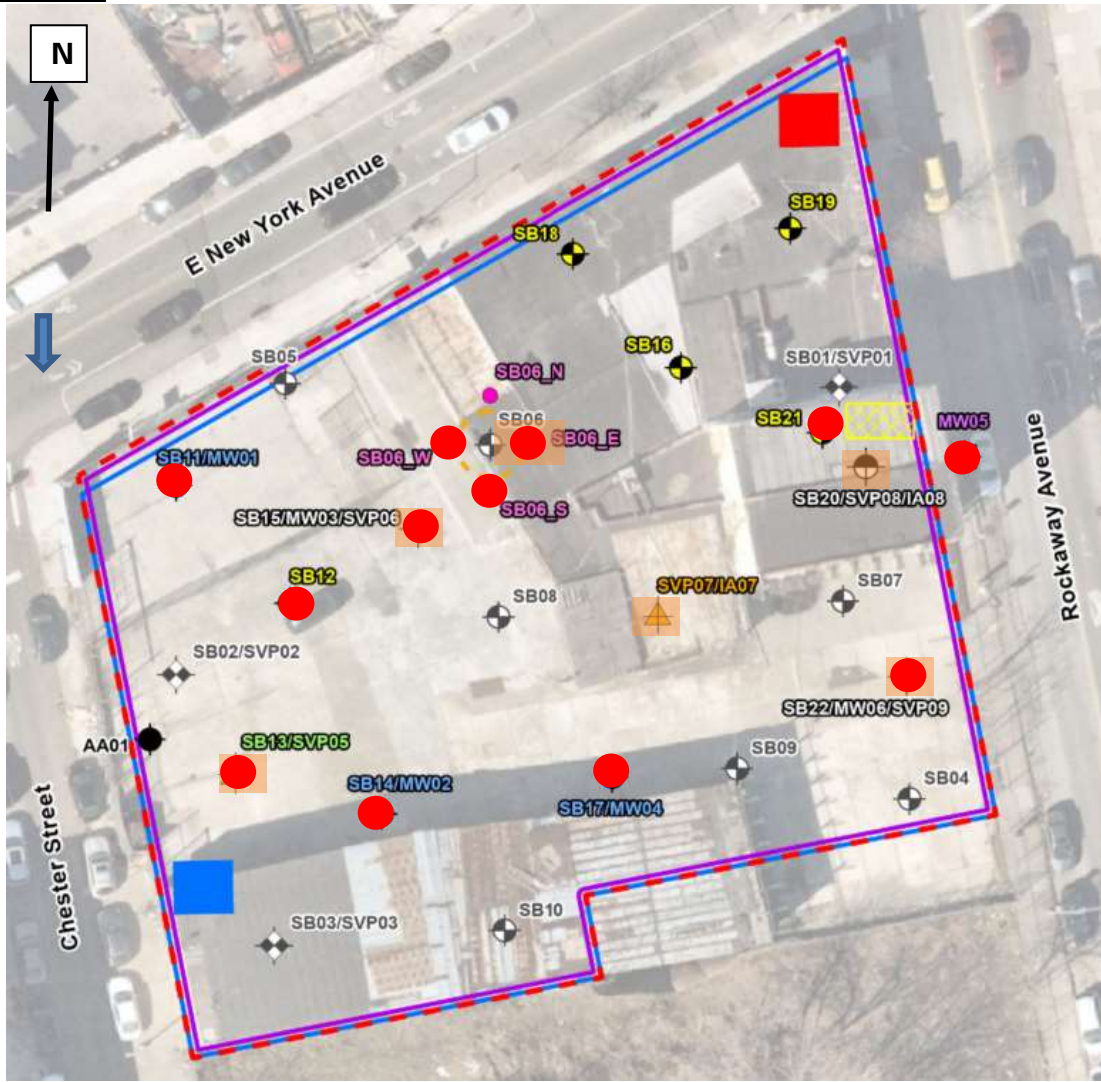 N
E New York Avenue
SB19
SB18
SB16
SB01/SVP01
SB05
SB06_N
SB06
SB06_E
SB21
MW05
SB06_W
SB11/MW01
SB20/SVP08/IA08
SB06_S
SB15/MW03/SVP06
Rockaway Avenue
SB12
SVP07/IA07
SB07
SB08
SB02/SVP02
SB22/MW06/SVP09
AA01
SB13/SVP05
SB09
SB04
SB14/MW02
SB17/MW04
Chester Street
SB10
SB03/SVP03